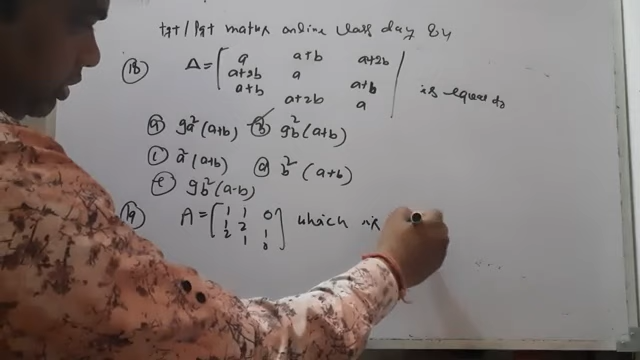 tgt/Pgt maths online class day 84
18 Δ = | a a+b a+2b |
a+2b a a+b
a+b a+2b a | is equal to
a 9a²(a+b) b 9b²(a+b)
c a²(a+b) d b²(a+b)
e 9b²(a-b)
19 A = [ 1 1 0
1 2 1
2 1 0 ] which is